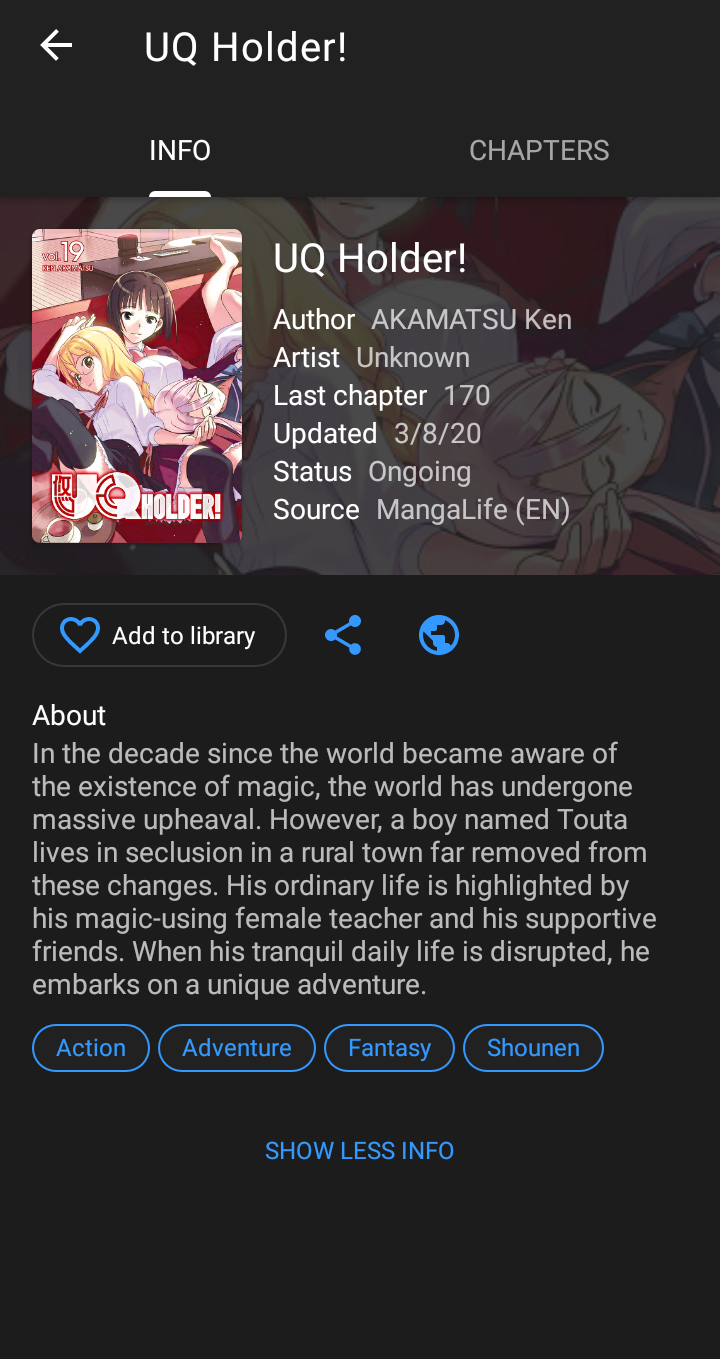 UQ Holder!
INFO
CHAPTERS
VOL.19
KEN AKAMATSU
UQ HOLDER!
UQ Holder!
Author AKAMATSU Ken
Artist Unknown
Last chapter 170
Updated 3/8/20
Status Ongoing
Source MangaLife (EN)
Add to library
About
In the decade since the world became aware of
the existence of magic, the world has undergone
massive upheaval. However, a boy named Touta
lives in seclusion in a rural town far removed from
these changes. His ordinary life is highlighted by
his magic-using female teacher and his supportive
friends. When his tranquil daily life is disrupted, he
embarks on a unique adventure.
Action
Adventure
Fantasy
Shounen
SHOW LESS INFO